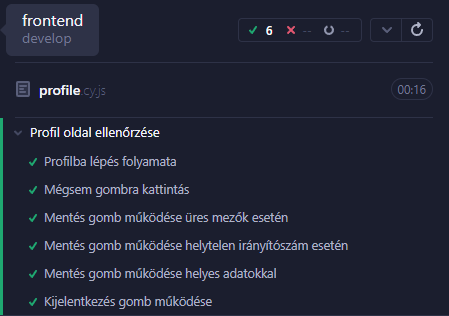 frontend
develop
6 -- --
profile cy.js 00:16
Profil oldal ellenőrzése
Profilba lépés folyamata
Mégsem gombra kattintás
Mentés gomb működése üres mezők esetén
Mentés gomb működése helytelen irányítószám esetén
Mentés gomb működése helyes adatokkal
Kijelentkezés gomb működése